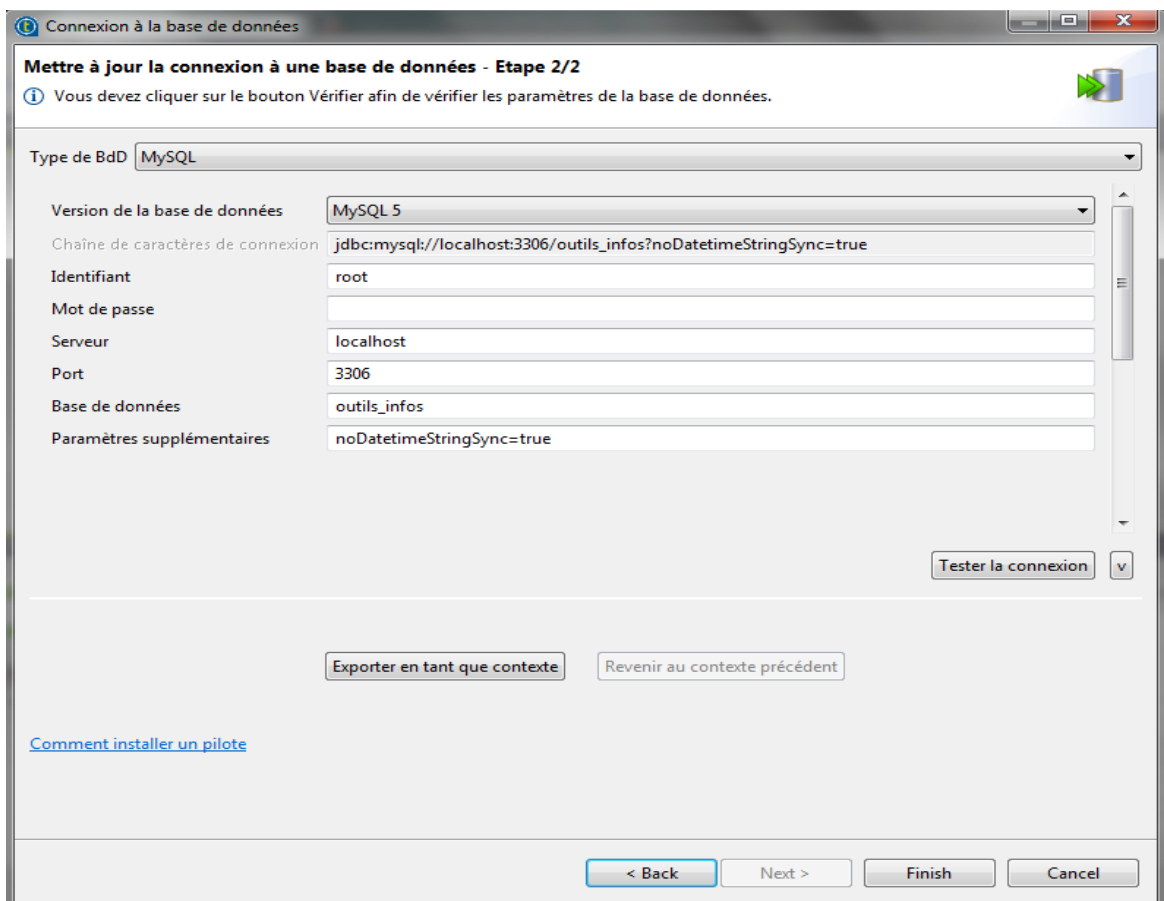 Connexion à la base de données
Mettre à jour la connexion à une base de données - Etape 2/2
Vous devez cliquer sur le bouton Vérifier afin de vérifier les paramètres de la base de données.
Type de BdD MySQL
Version de la base de données MySQL 5
Chaîne de caractères de connexion jdbc:mysql://localhost:3306/outils_infos?noDatetimeStringSync=true
Identifiant root
Mot de passe
Serveur localhost
Port 3306
Base de données outils_infos
Paramètres supplémentaires noDatetimeStringSync=true
Tester la connexion v
Exporter en tant que contexte Revenir au contexte précédent
Comment installer un pilote
< Back Next > Finish Cancel